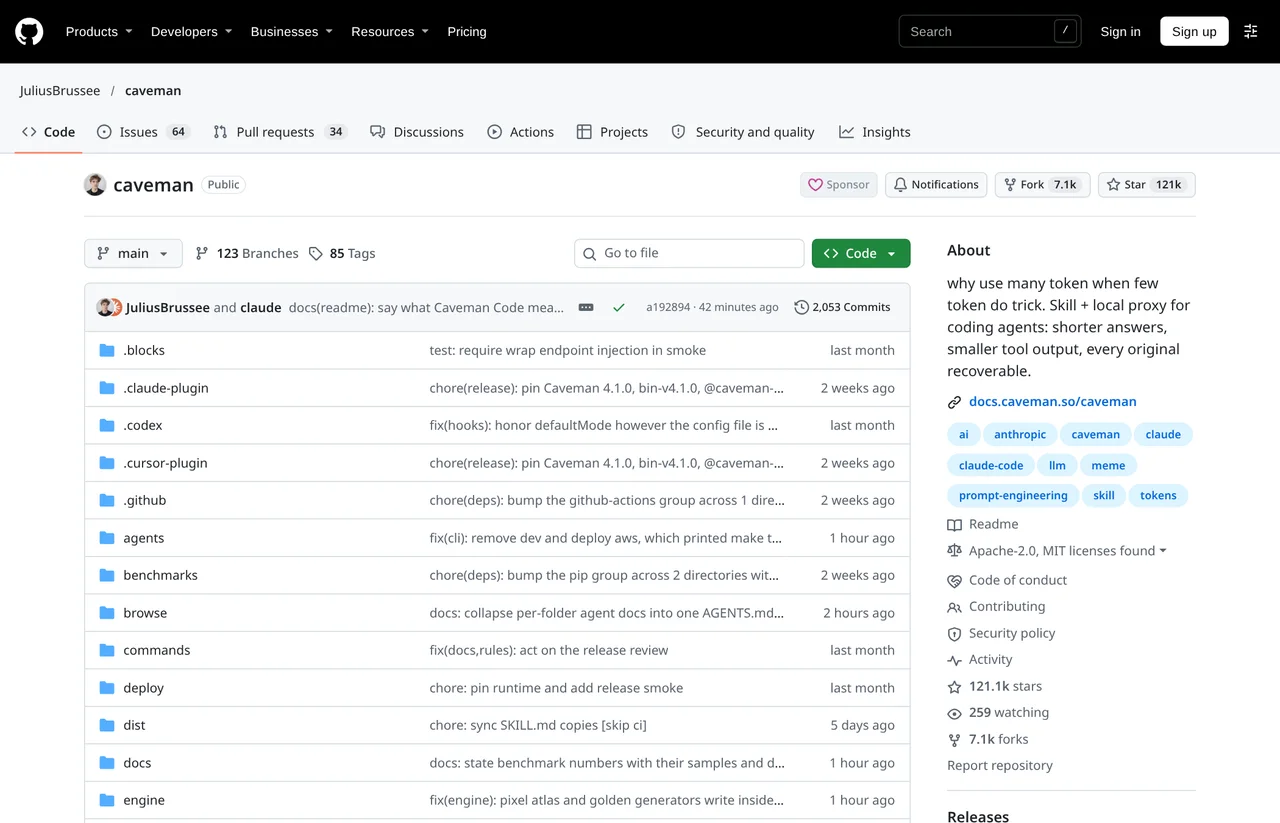 Products Developers Businesses Resources Pricing Search / Sign in Sign up
JuliusBrussee / caveman
Code Issues 64 Pull requests 34 Discussions Actions Projects Security and quality Insights
caveman Public Sponsor Notifications Fork 7.1k Star 121k
main 123 Branches 85 Tags Go to file Code
JuliusBrussee and claude docs(readme): say what Caveman Code mea... a192894 · 42 minutes ago 2,053 Commits
.blocks test: require wrap endpoint injection in smoke last month
.claude-plugin chore(release): pin Caveman 4.1.0, bin-v4.1.0, @caveman-... 2 weeks ago
.codex fix(hooks): honor defaultMode however the config file is ... last month
.cursor-plugin chore(release): pin Caveman 4.1.0, bin-v4.1.0, @caveman-... 2 weeks ago
.github chore(deps): bump the github-actions group across 1 dire... 2 weeks ago
agents fix(cli): remove dev and deploy aws, which printed make t... 1 hour ago
benchmarks chore(deps): bump the pip group across 2 directories wit... 2 weeks ago
browse docs: collapse per-folder agent docs into one AGENTS.md... 2 hours ago
commands fix(docs,rules): act on the release review last month
deploy chore: pin runtime and add release smoke last month
dist chore: sync SKILL.md copies [skip ci] 5 days ago
docs docs: state benchmark numbers with their samples and d... 1 hour ago
engine fix(engine): pixel atlas and golden generators write inside... 1 hour ago
About
why use many token when few
token do trick. Skill + local proxy for
coding agents: shorter answers,
smaller tool output, every original
recoverable.
docs.caveman.so/caveman
ai anthropic caveman claude
claude-code llm meme
prompt-engineering skill tokens
Readme
Apache-2.0, MIT licenses found
Code of conduct
Contributing
Security policy
Activity
121.1k stars
259 watching
7.1k forks
Report repository
Releases